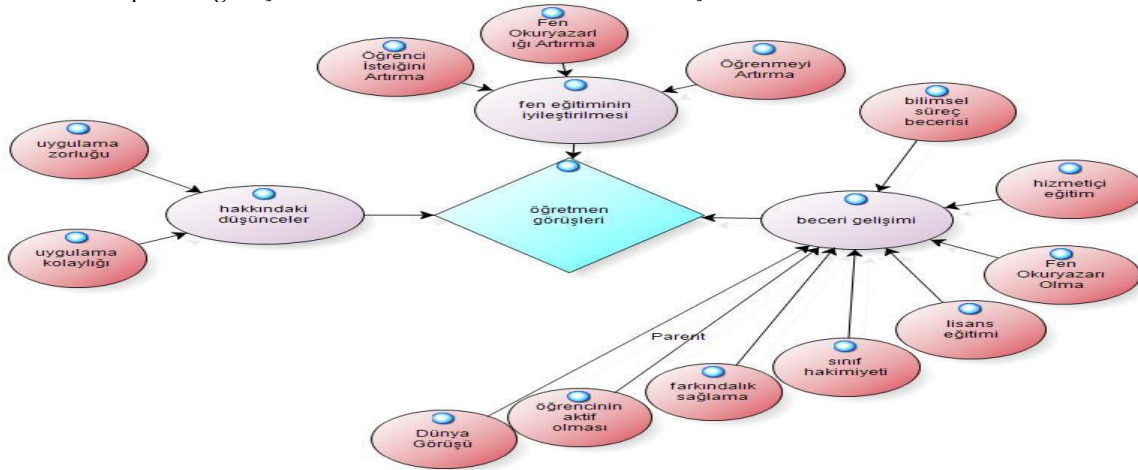 Fen
Okuryazarl
ığı Artırma
Öğrenci
İsteğini
Artırma
Öğrenmeyi
Artırma
fen eğitiminin
iyileştirilmesi
bilimsel
süreç
becerisi
uygulama
zorluğu
hizmetiçi
eğitim
hakkındaki
düşünceler
öğretmen
görüşleri
beceri gelişimi
uygulama
kolaylığı
Fen
Okuryazarı
Olma
lisans
eğitimi
Parent
sınıf
hakimiyeti
farkındalık
sağlama
öğrencinin
aktif
olması
Dünya
Görüşü